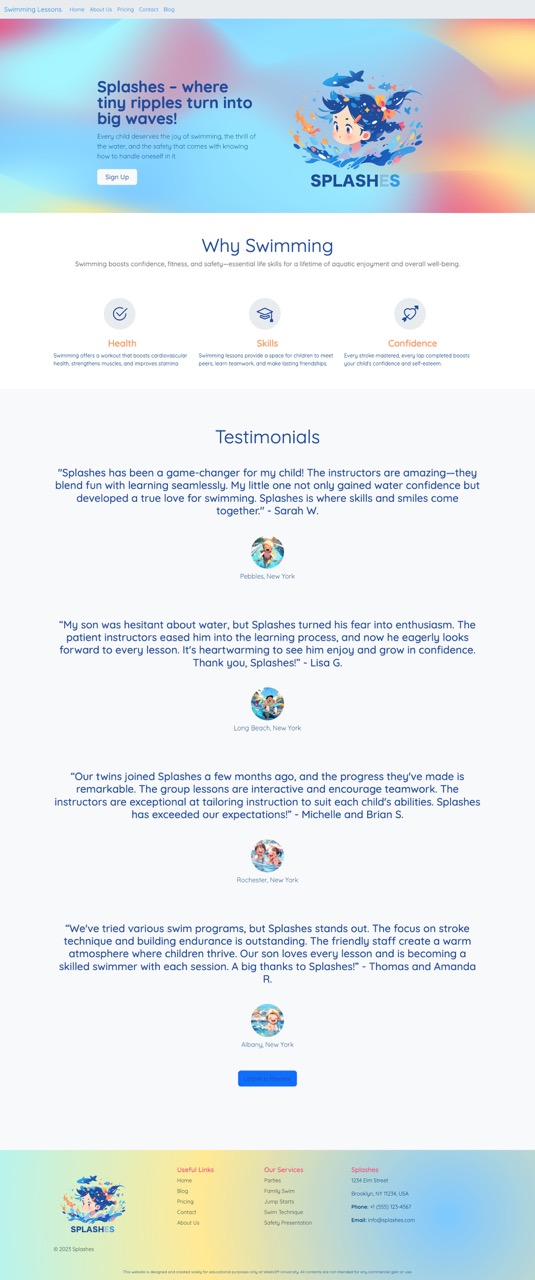 Swimming Lessons Home About Us Pricing Contact Blog
Splashes – where
tiny ripples turn into
big waves!
Every child deserves the joy of swimming, the thrill of
the water, and the safety that comes with knowing
how to handle oneself in it.
Sign Up
SPLASHES
Why Swimming
Swimming boosts confidence, fitness, and safety—essential life skills for a lifetime of aquatic enjoyment and overall well-being.
Health
Swimming offers a workout that boosts cardiovascular
health, strengthens muscles, and improves stamina.
Skills
Swimming lessons provide a space for children to meet
peers, learn teamwork, and make lasting friendships.
Confidence
Every stroke mastered, every lap completed boosts
your child's confidence and self-esteem.
Testimonials
"Splashes has been a game-changer for my child! The instructors are amazing—they
blend fun with learning seamlessly. My little one not only gained water confidence but
developed a true love for swimming. Splashes is where skills and smiles come
together." - Sarah W.
Pebbles, New York
“My son was hesitant about water, but Splashes turned his fear into enthusiasm. The
patient instructors eased him into the learning process, and now he eagerly looks
forward to every lesson. It's heartwarming to see him enjoy and grow in confidence.
Thank you, Splashes!” - Lisa G.
Long Beach, New York
“Our twins joined Splashes a few months ago, and the progress they've made is
remarkable. The group lessons are interactive and encourage teamwork. The
instructors are exceptional at tailoring instruction to suit each child's abilities. Splashes
has exceeded our expectations!” - Michelle and Brian S.
Rochester, New York
“We've tried various swim programs, but Splashes stands out. The focus on stroke
technique and building endurance is outstanding. The friendly staff create a warm
atmosphere where children thrive. Our son loves every lesson and is becoming a
skilled swimmer with each session. A big thanks to Splashes!” - Thomas and Amanda
R.
Albany, New York
SPLASHES
© 2023 Splashes
Useful Links
Home
Blog
Pricing
Contact
About Us
Our Services
Parties
Family Swim
Jump Starts
Swim Technique
Safety Presentation
Splashes
1234 Elm Street
Brooklyn, NY 11234, USA
Phone: +1 (555) 123-4567
Email: info@splashes.com
This website is designed and created solely for educational purposes only at Westcliff University. All contents are not intended for any commercial gain or use.